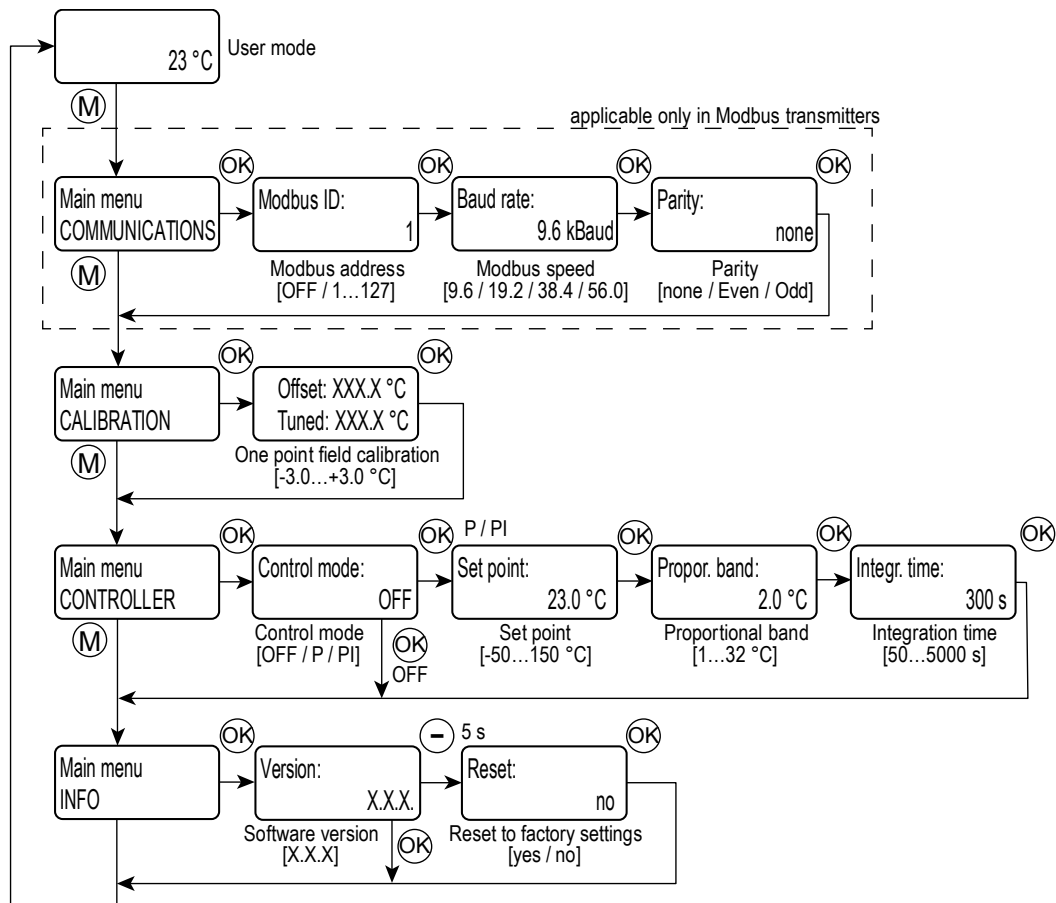 23 °C
User mode
M
applicable only in Modbus transmitters
OK
OK
OK
OK
Main menu
COMMUNICATIONS
Modbus ID:
1
Baud rate:
9.6 kBaud
Parity:
none
M
Modbus address
[OFF / 1...127]
Modbus speed
[9.6 / 19.2 / 38.4 / 56.0]
Parity
[none / Even / Odd]
OK
OK
Main menu
CALIBRATION
Offset: XXX.X °C
Tuned: XXX.X °C
M
One point field calibration
[-3.0...+3.0 °C]
OK
OK P / PI
OK
OK
OK
Main menu
CONTROLLER
Control mode:
OFF
Set point:
23.0 °C
Propor. band:
2.0 °C
Integr. time:
300 s
M
Control mode
[OFF / P / PI]
OK
OFF
Set point
[-50...150 °C]
Proportional band
[1...32 °C]
Integration time
[50...5000 s]
OK
– 5 s
OK
Main menu
INFO
Version:
X.X.X.
Reset:
no
Software version
[X.X.X]
OK
Reset to factory settings
[yes / no]